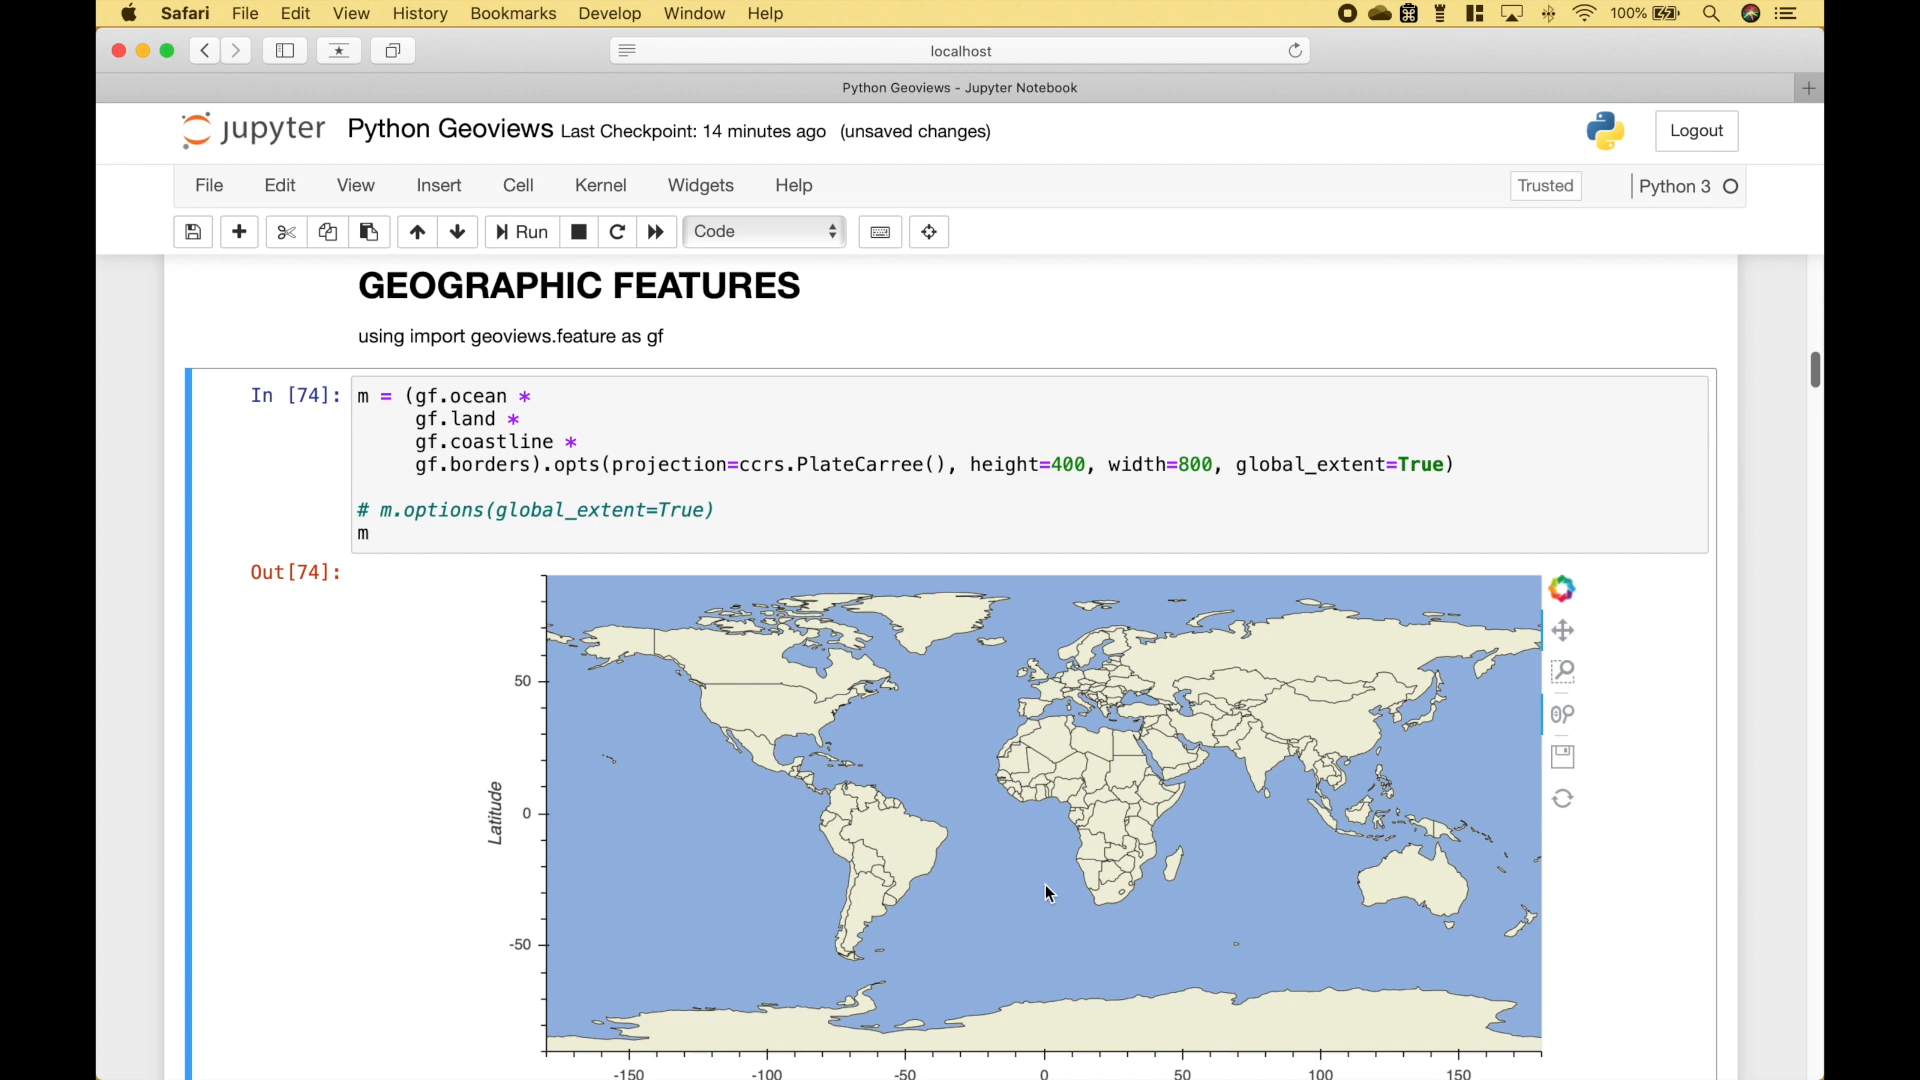 Safari File Edit View History Bookmarks Develop Window Help 100%
localhost
Python Geoviews - Jupyter Notebook
jupyter Python Geoviews Last Checkpoint: 14 minutes ago (unsaved changes) Logout
File Edit View Insert Cell Kernel Widgets Help Trusted Python 3
Run Code
GEOGRAPHIC FEATURES
using import geoviews.feature as gf
In [74]: m = (gf.ocean *
gf.land *
gf.coastline *
gf.borders).opts(projection=ccrs.PlateCarree(), height=400, width=800, global_extent=True)
# m.options(global_extent=True)
m
Out[74]:
50
0
-50
Latitude
-150 -100 -50 0 50 100 150